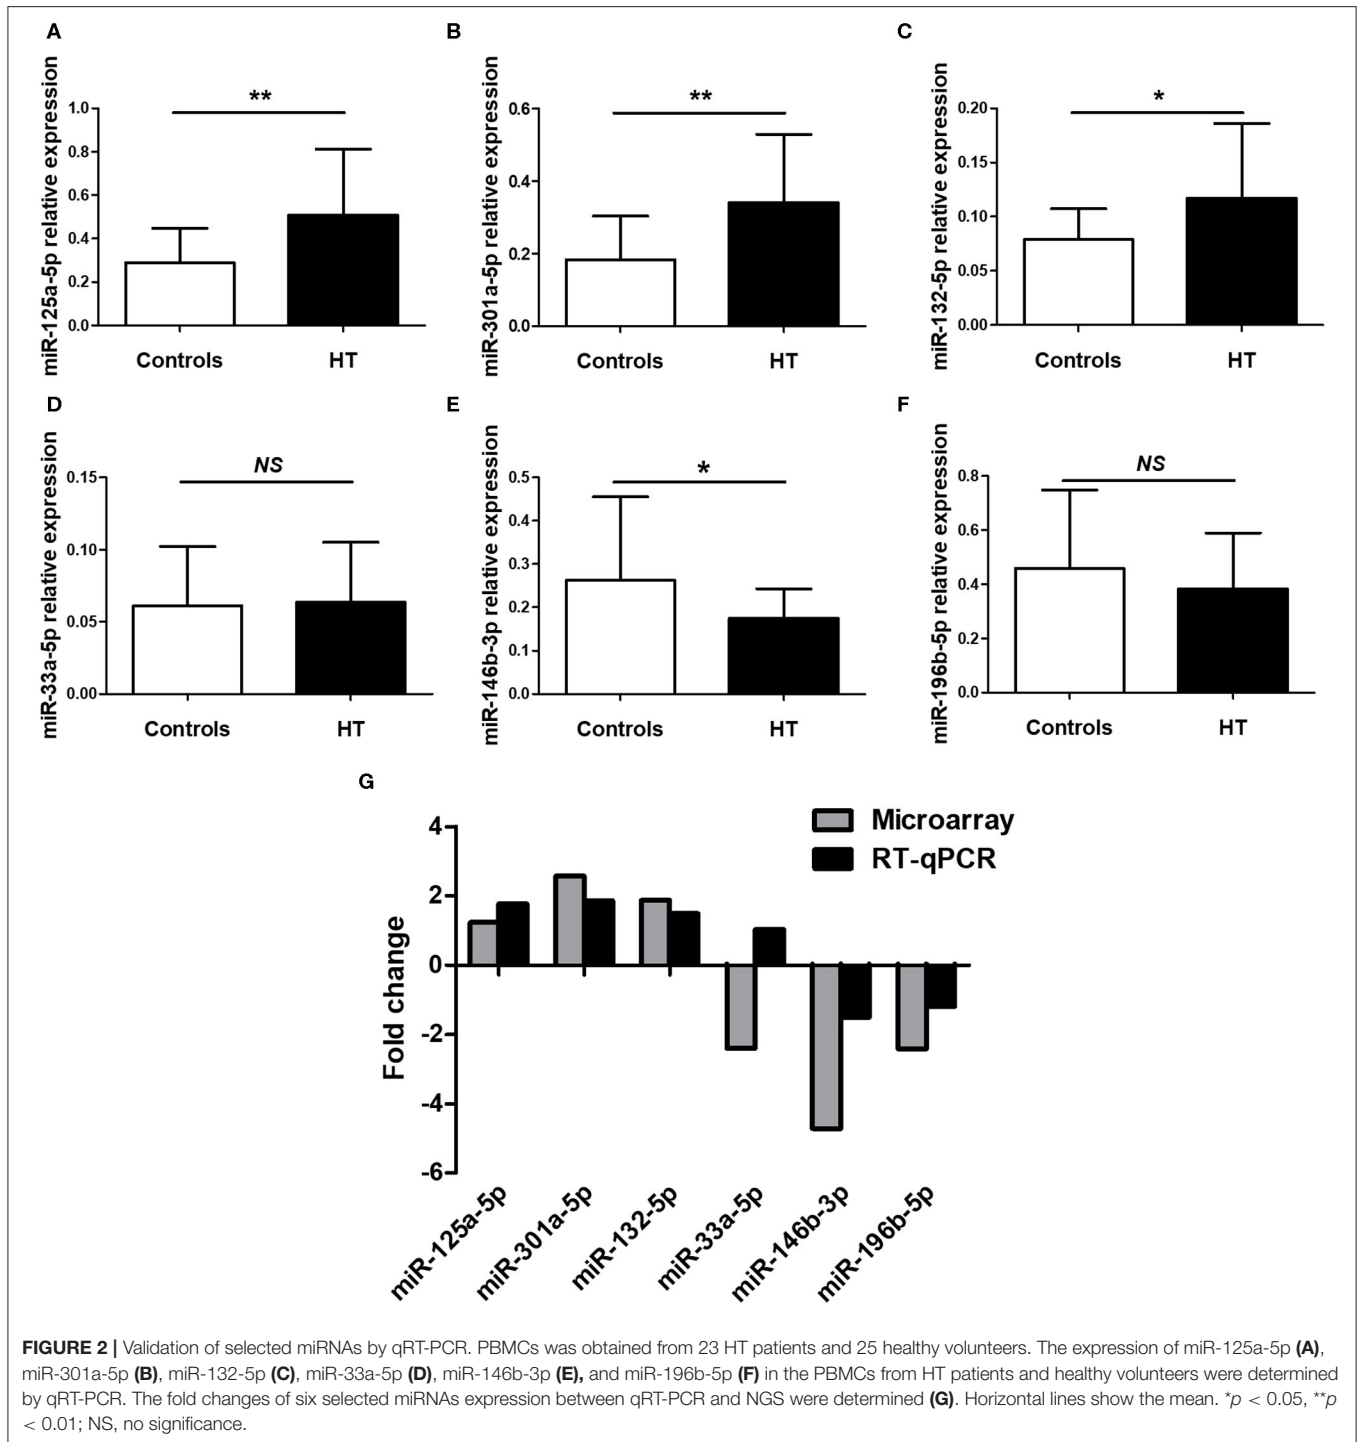 A
miR-125a-5p relative expression
1.0
0.8
0.6
0.4
0.2
0.0
**
Controls
HT
B
miR-301a-5p relative expression
0.6
0.4
0.2
0.0
**
Controls
HT
C
miR-132-5p relative expression
0.20
0.15
0.10
0.05
0.00
*
Controls
HT
D
miR-33a-5p relative expression
0.15
0.10
0.05
0.00
NS
Controls
HT
E
miR-146b-3p relative expression
0.5
0.4
0.3
0.2
0.1
0.0
*
Controls
HT
F
miR-196b-5p relative expression
0.8
0.6
0.4
0.2
0.0
NS
Controls
HT
G
Fold change
4
2
0
-2
-4
-6
Microarray
RT-qPCR
miR-125a-5p
miR-301a-5p
miR-132-5p
miR-33a-5p
miR-146b-3p
miR-196b-5p
FIGURE 2 | Validation of selected miRNAs by qRT-PCR. PBMCs was obtained from 23 HT patients and 25 healthy volunteers. The expression of miR-125a-5p (A),
miR-301a-5p (B), miR-132-5p (C), miR-33a-5p (D), miR-146b-3p (E), and miR-196b-5p (F) in the PBMCs from HT patients and healthy volunteers were determined
by qRT-PCR. The fold changes of six selected miRNAs expression between qRT-PCR and NGS were determined (G). Horizontal lines show the mean. *p < 0.05, **p
< 0.01; NS, no significance.